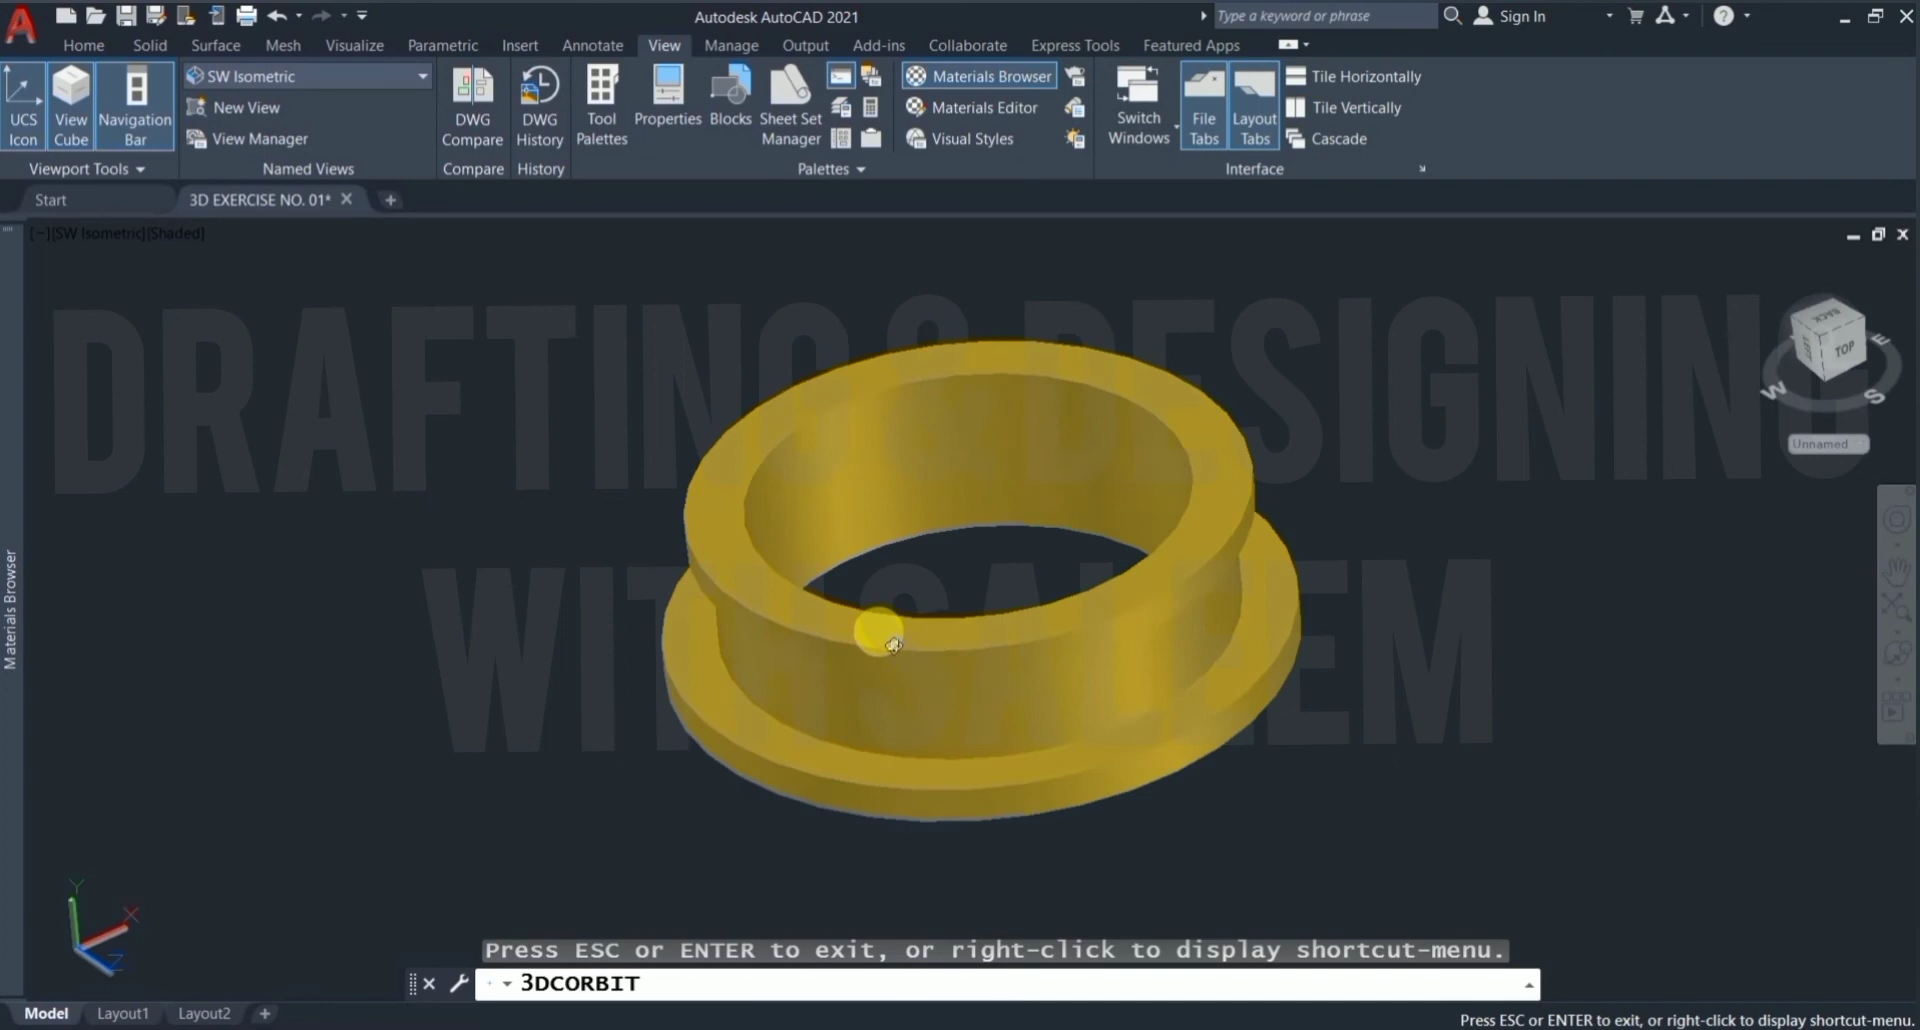 Autodesk AutoCAD 2021
Type a keyword or phrase
Sign In
Home Solid Surface Mesh Visualize Parametric Insert Annotate View Manage Output Add-ins Collaborate Express Tools Featured Apps
UCS Icon
View Cube
Navigation Bar
Viewport Tools
SW Isometric
New View
View Manager
Named Views
DWG Compare
Compare
DWG History
History
Tool Palettes
Properties
Blocks
Sheet Set Manager
Materials Browser
Materials Editor
Visual Styles
Palettes
Switch Windows
File Tabs
Layout Tabs
Tile Horizontally
Tile Vertically
Cascade
Interface
Start
3D EXERCISE NO. 01*
[−][SW Isometric][Shaded]
DRAFTING & DESIGNING
WITH SALEEM
BACK
LEFT
TOP
W
S
E
Unnamed
Materials Browser
Y
X
Z
Press ESC or ENTER to exit, or right-click to display shortcut-menu.
3DCORBIT
Model Layout1 Layout2 +
Press ESC or ENTER to exit, or right-click to display shortcut-menu.